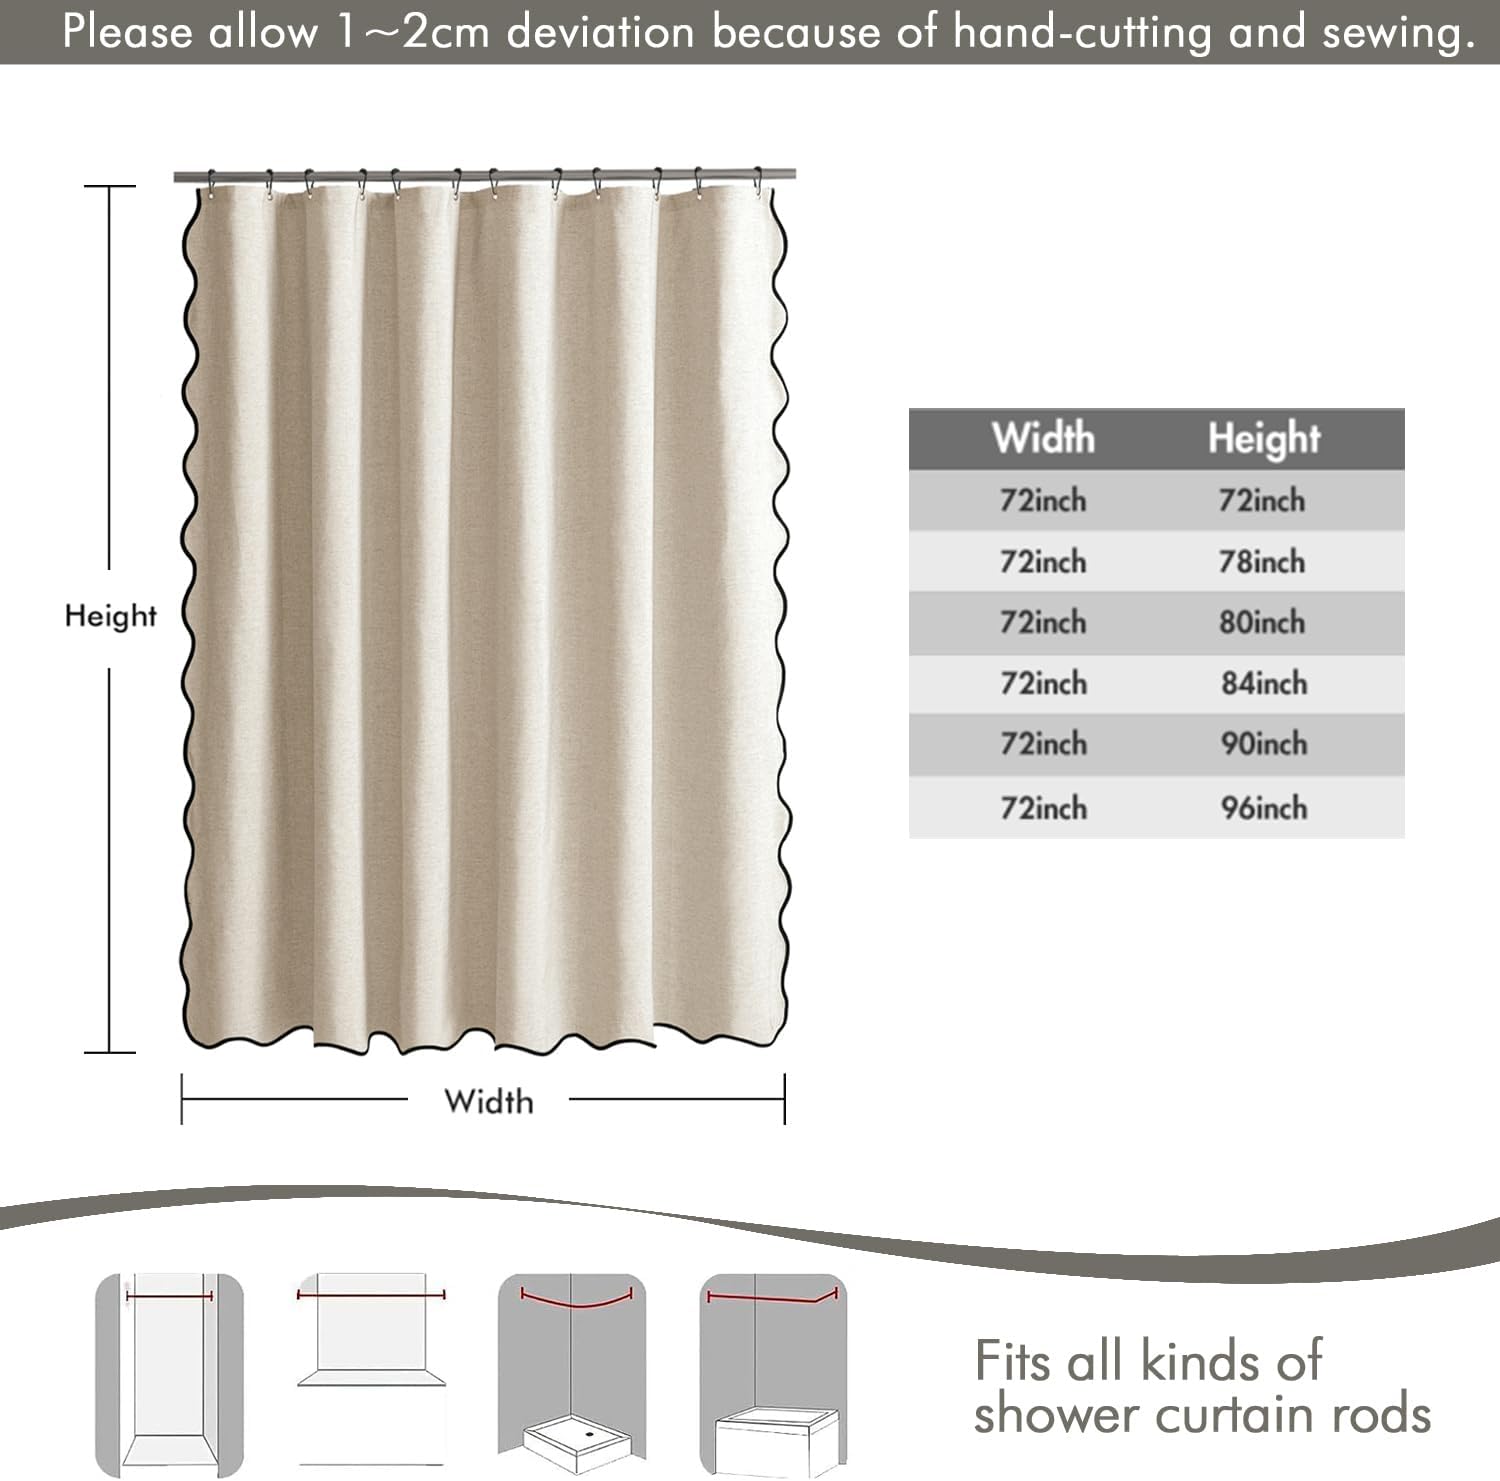 Please allow 1~2cm deviation because of hand-cutting and sewing.
Width Height
72inch 72inch
72inch 78inch
72inch 80inch
72inch 84inch
72inch 90inch
72inch 96inch
Height
Width
Fits all kinds of
shower curtain rods